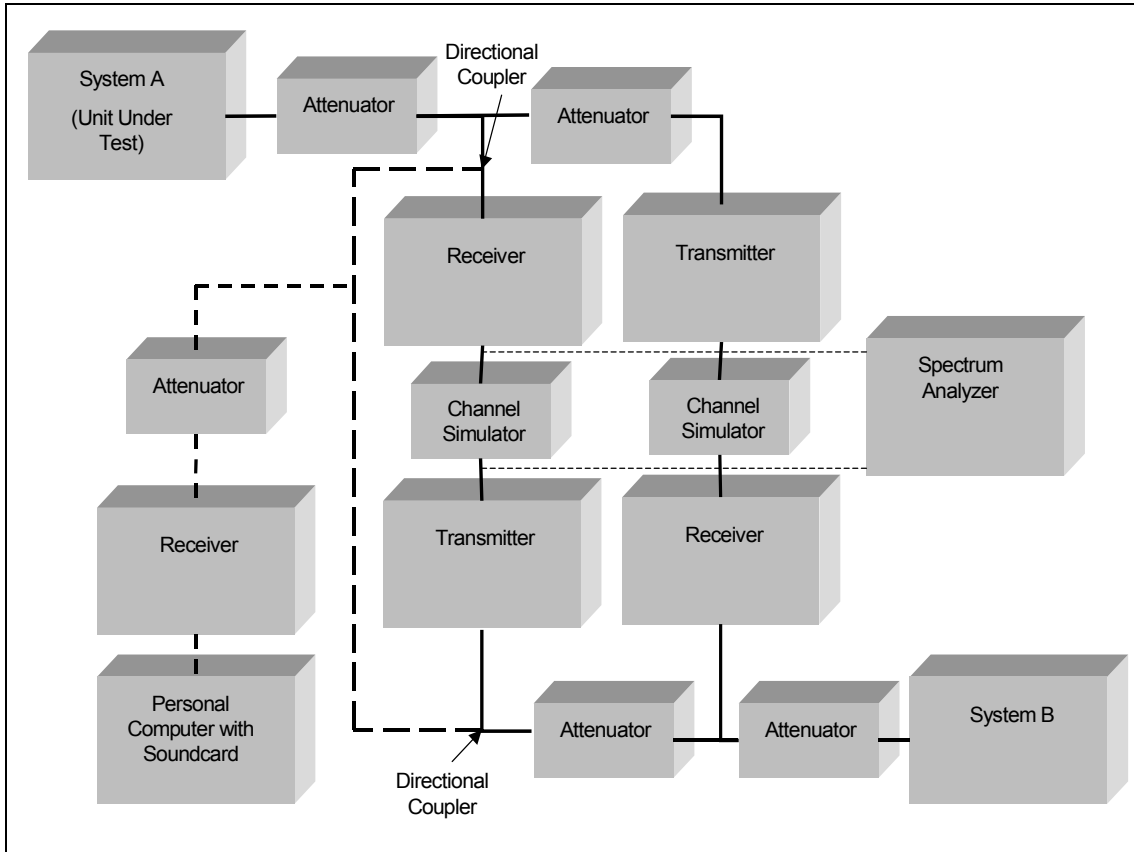 System A
(Unit Under
Test)
Attenuator
Directional
Coupler
Attenuator
Receiver
Transmitter
Attenuator
Channel
Simulator
Channel
Simulator
Spectrum
Analyzer
Receiver
Transmitter
Receiver
Personal
Computer with
Soundcard
Directional
Coupler
Attenuator
Attenuator
System B